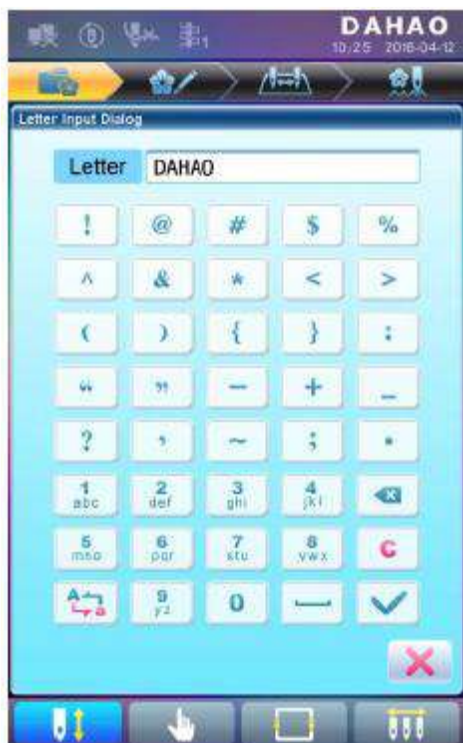 DAHAO
1
10:25 2016-04-12
Letter Input Dialog
Letter DAHAO
! @ # $ %
^ & * < >
( ) { } :
“ ” − + _
? , ~ ; .
1 2 3 4
abc def ghi jkl
5 6 7 8 C
mno pqr stu vwx
A a 9 0
yz